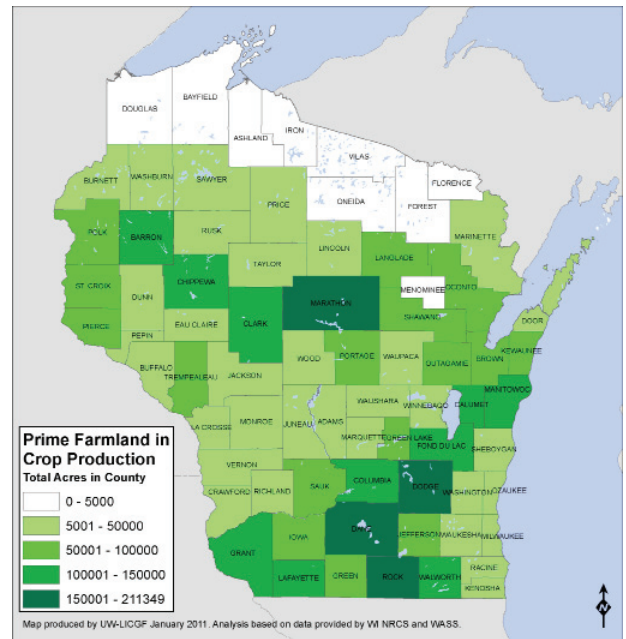 DOUGLAS
BAYFIELD
ASHLAND
IRON
VILAS
FLORENCE
BURNETT
WASHBURN
SAWYER
ONEIDA
FOREST
PRICE
MARINETTE
POLK
BARRON
RUSK
LINCOLN
LANGLADE
TAYLOR
CHIPPEWA
MENOMINEE
OCONTO
ST. CROIX
DUNN
MARATHON
CLARK
SHAWANO
DOOR
PIERCE
PEPIN
EAU CLAIRE
WOOD
PORTAGE
WAUPACA
OUTAGAMIE
BROWN
KEWAUNEE
BUFFALO
TREMPEALEAU
JACKSON
WAUSHARA
WINNEBAGO
CALUMET
MANITOWOC
LA CROSSE
MONROE
JUNEAU
ADAMS
MARQUETTE
GREEN LAKE
FOND DU LAC
SHEBOYGAN
VERNON
CRAWFORD
RICHLAND
SAUK
COLUMBIA
DODGE
WASHINGTON
OZAUKEE
GRANT
IOWA
DANE
JEFFERSON
WAUKESHA
MILWAUKEE
LAFAYETTE
GREEN
ROCK
WALWORTH
RACINE
KENOSHA
Prime Farmland in
Crop Production
Total Acres in County
0 - 5000
5001 - 50000
50001 - 100000
100001 - 150000
150001 - 211349
N
Map produced by UW-LICGF January 2011. Analysis based on data provided by WI NRCS and WASS.